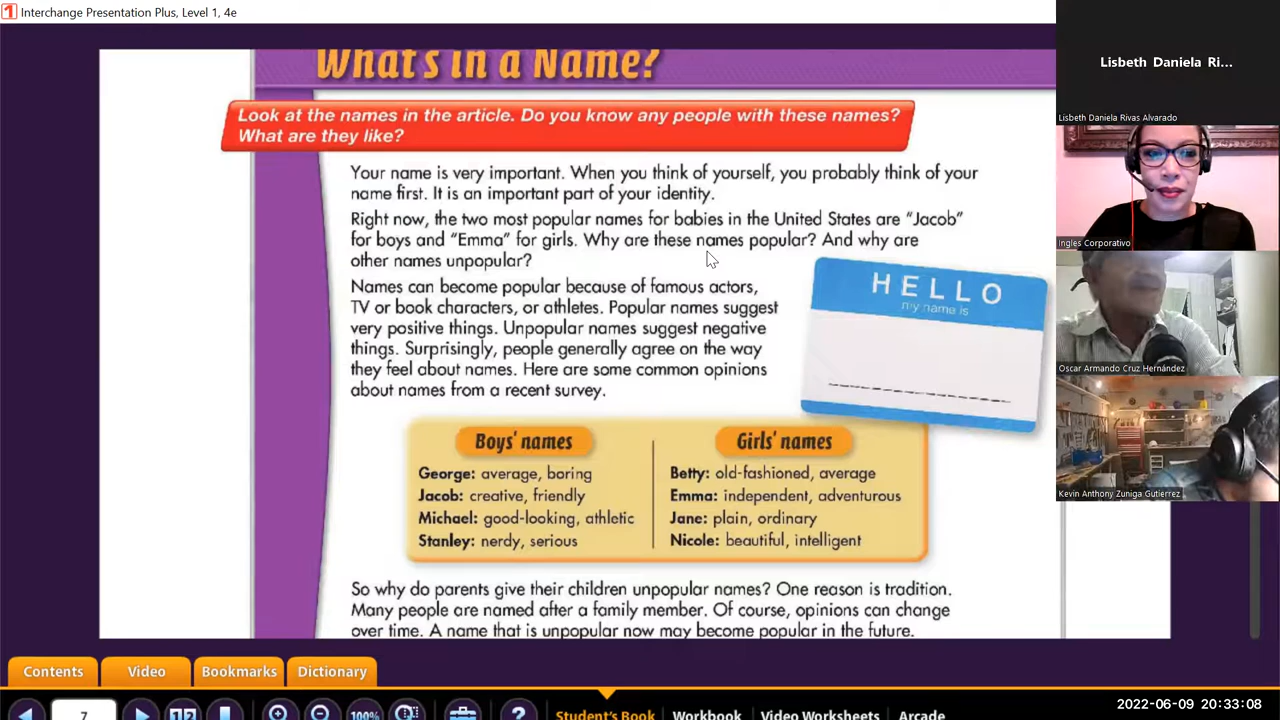 Interchange Presentation Plus, Level 1, 4e
What's in a Name?
Look at the names in the article. Do you know any people with these names?
What are they like?
Your name is very important. When you think of yourself, you probably think of your
name first. It is an important part of your identity.
Right now, the two most popular names for babies in the United States are "Jacob"
for boys and "Emma" for girls. Why are these names popular? And why are
other names unpopular?
Names can become popular because of famous actors,
TV or book characters, or athletes. Popular names suggest
very positive things. Unpopular names suggest negative
things. Surprisingly, people generally agree on the way
they feel about names. Here are some common opinions
about names from a recent survey.
HELLO
my name is
Boys' names
George: average, boring
Jacob: creative, friendly
Michael: good-looking, athletic
Stanley: nerdy, serious
Girls' names
Betty: old-fashioned, average
Emma: independent, adventurous
Jane: plain, ordinary
Nicole: beautiful, intelligent
So why do parents give their children unpopular names? One reason is tradition.
Many people are named after a family member. Of course, opinions can change
over time. A name that is unpopular now may become popular in the future.
Lisbeth Daniela Ri...
Lisbeth Daniela Rivas Alvarado
Ingles Corporativo
Oscar Armando Cruz Hernández
Kevin Anthony Zuniga Gutierrez
Contents
Video
Bookmarks
Dictionary
7
100%
?
Student's Book
Workbook
Video Worksheets
Arcade
2022-06-09 20:33:08